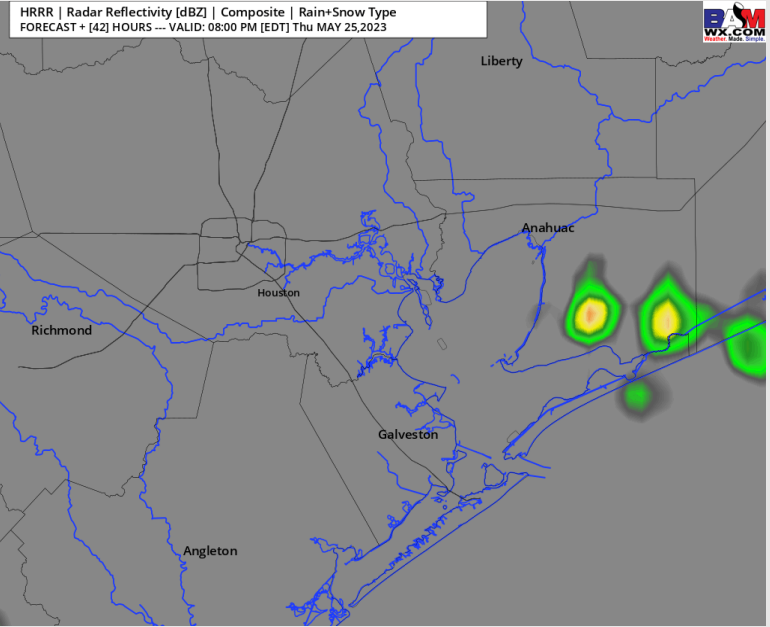 HRRR | Radar Reflectivity [dBZ] | Composite | Rain+Snow Type
FORECAST + [42] HOURS --- VALID: 08:00 PM [EDT] Thu MAY 25,2023
BAM
WX.COM
Weather. Made. Simple.
Liberty
Anahuac
Houston
Richmond
Galveston
Angleton